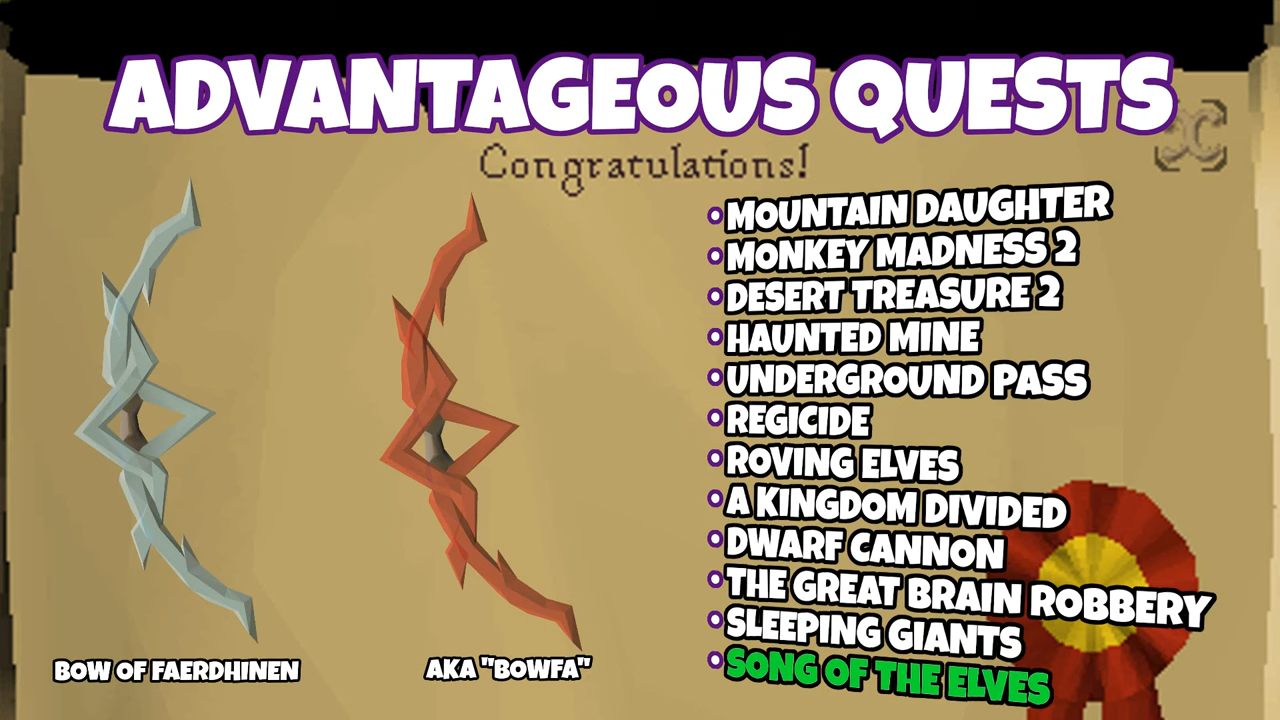 ADVANTAGEOUS QUESTS
Congratulations!
MOUNTAIN DAUGHTER
MONKEY MADNESS 2
DESERT TREASURE 2
HAUNTED MINE
UNDERGROUND PASS
REGICIDE
ROVING ELVES
A KINGDOM DIVIDED
DWARF CANNON
THE GREAT BRAIN ROBBERY
SLEEPING GIANTS
SONG OF THE ELVES
BOW OF FAERDHINEN
AKA "BOWFA"